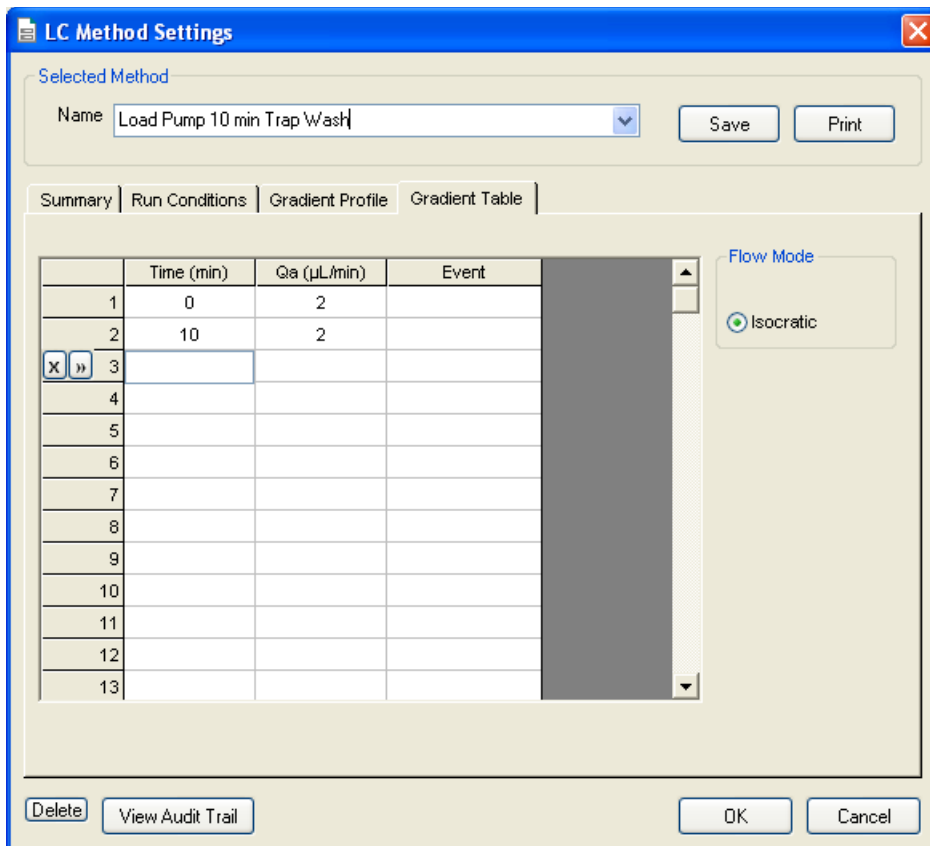 LC Method Settings
Selected Method
Name Load Pump 10 min Trap Wash Save Print
Summary Run Conditions Gradient Profile Gradient Table
Time (min) Qa (µL/min) Event
1 0 2
2 10 2
x » 3
4
5
6
7
8
9
10
11
12
13
Flow Mode
Isocratic
Delete View Audit Trail OK Cancel